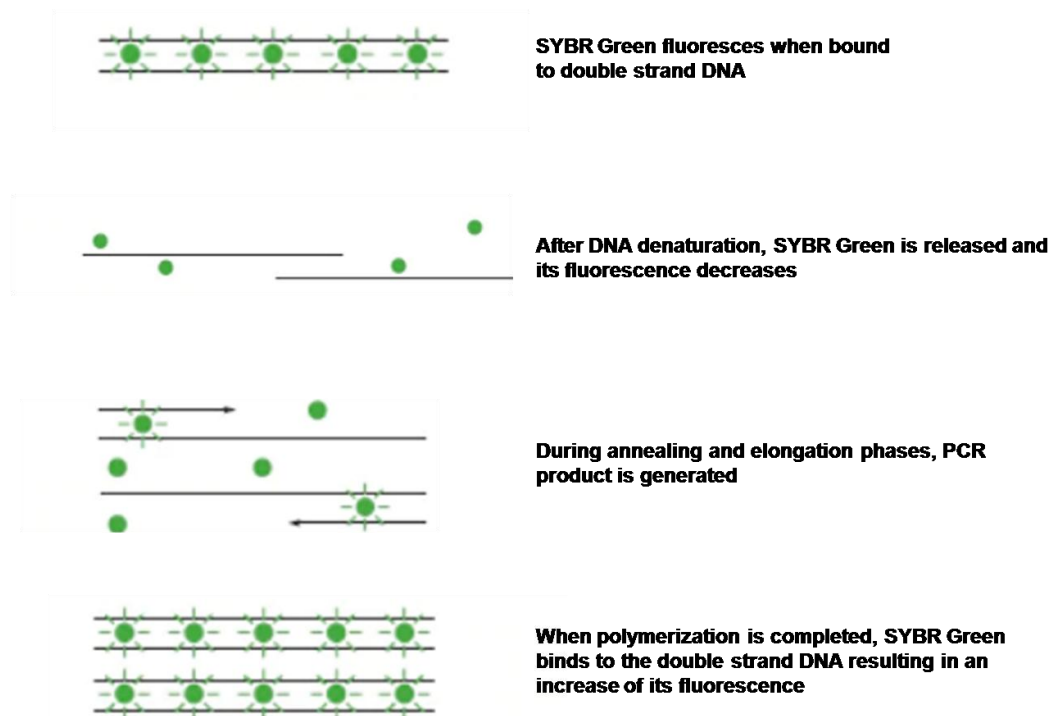 SYBR Green fluoresces when bound
to double strand DNA
After DNA denaturation, SYBR Green is released and
its fluorescence decreases
During annealing and elongation phases, PCR
product is generated
When polymerization is completed, SYBR Green
binds to the double strand DNA resulting in an
increase of its fluorescence